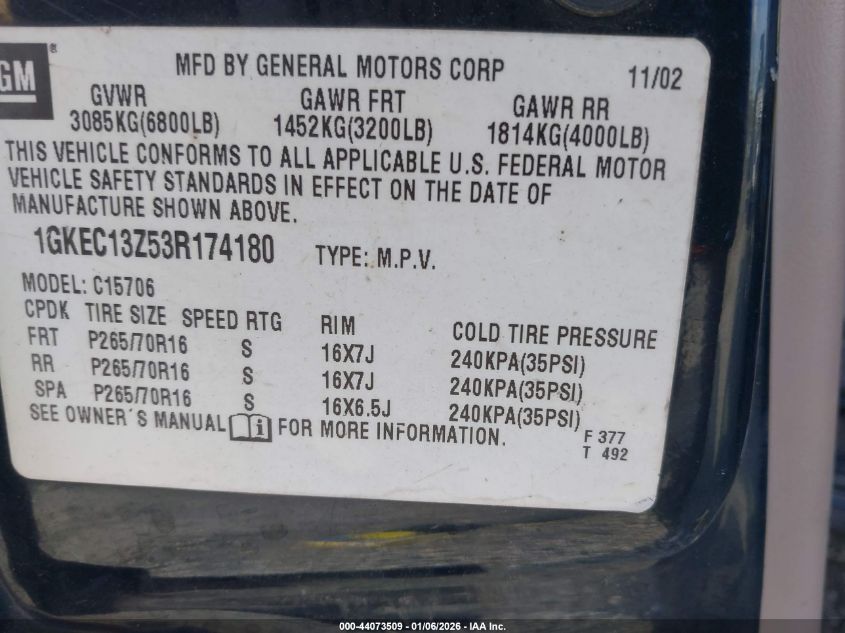 GM®
MFD BY GENERAL MOTORS CORP 11/02
GVWR GAWR FRT GAWR RR
3085KG(6800LB) 1452KG(3200LB) 1814KG(4000LB)
THIS VEHICLE CONFORMS TO ALL APPLICABLE U.S. FEDERAL MOTOR
VEHICLE SAFETY STANDARDS IN EFFECT ON THE DATE OF
MANUFACTURE SHOWN ABOVE.
1GKEC13Z53R174180 TYPE: M.P.V.
MODEL: C15706
CPDK TIRE SIZE SPEED RTG RIM COLD TIRE PRESSURE
FRT P265/70R16 S 16X7J 240KPA(35PSI)
RR P265/70R16 S 16X7J 240KPA(35PSI)
SPA P265/70R16 S 16X6.5J 240KPA(35PSI)
SEE OWNER´S MANUAL i FOR MORE INFORMATION.
F 377
T 492
000-44073509 | 01/06/2026 | IAA Inc.